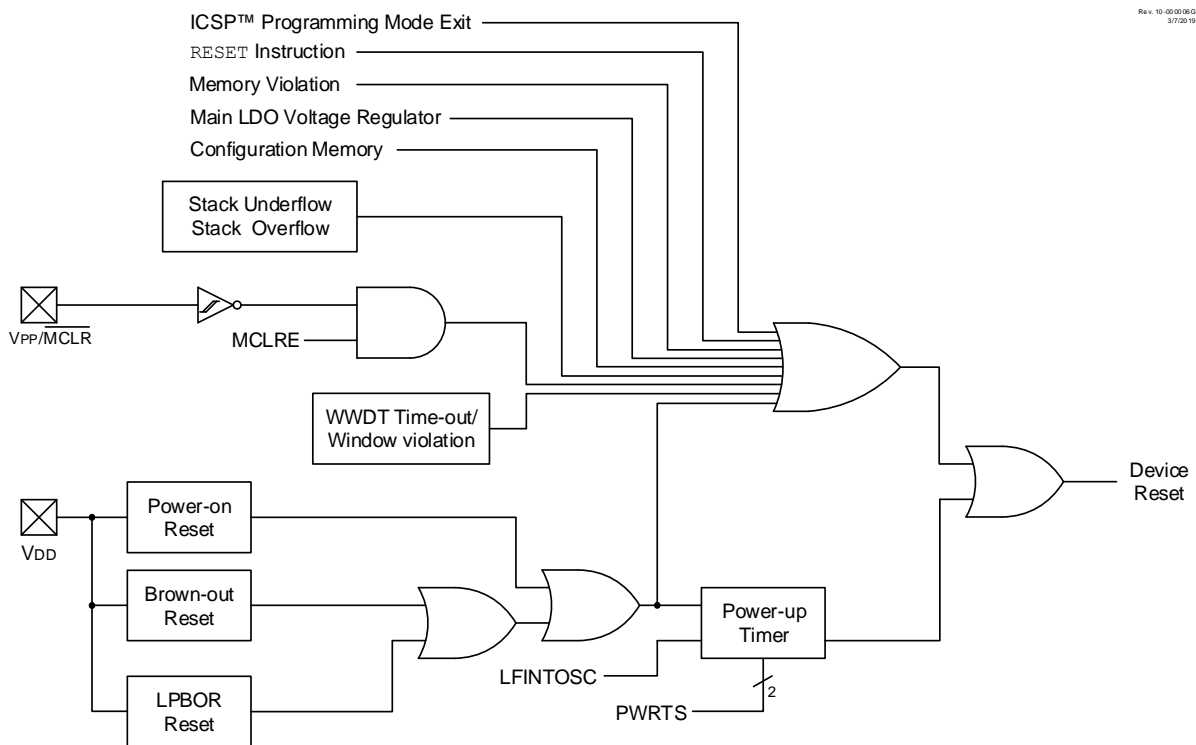 Rev. 10-000006G
3/7/2019
ICSP™ Programming Mode Exit
RESET Instruction
Memory Violation
Main LDO Voltage Regulator
Configuration Memory
Stack Underflow
Stack Overflow
VPP/MCLR
MCLRE
WWDT Time-out/
Window violation
Device
Reset
Power-on
Reset
VDD
Brown-out
Reset
Power-up
Timer
LFINTOSC
LPBOR
Reset
2
PWRTS